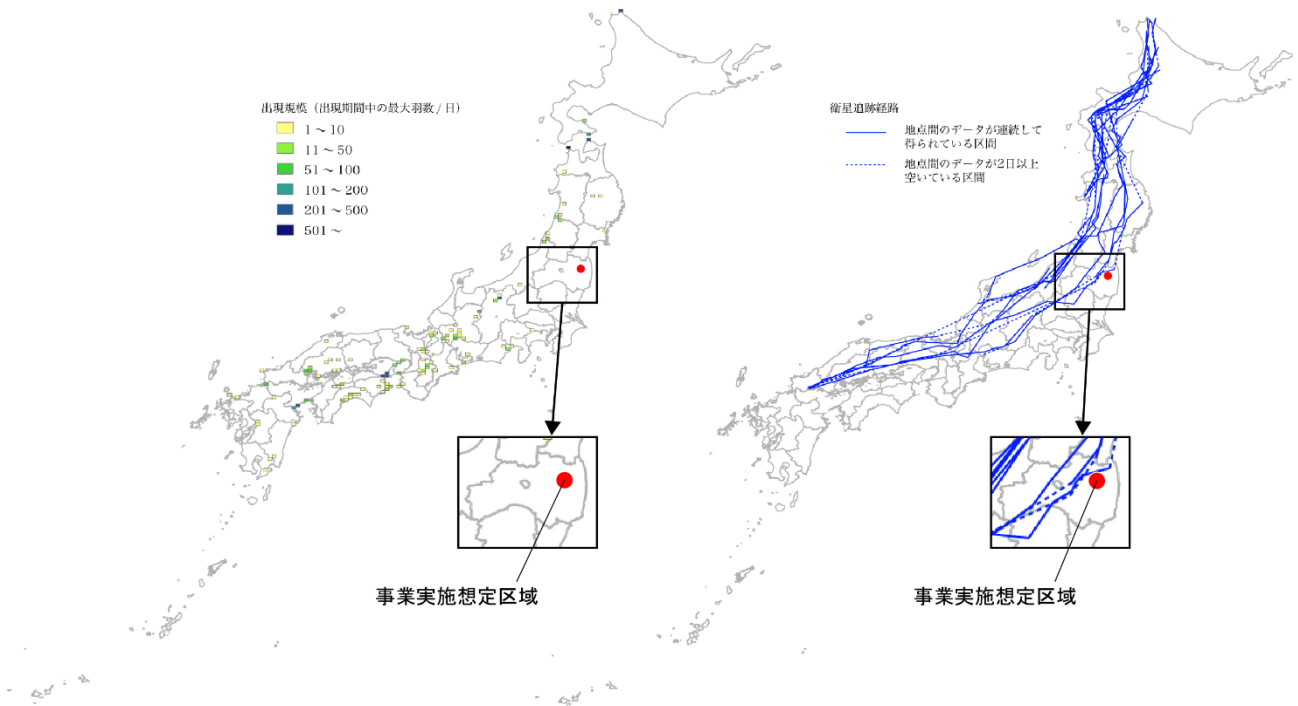 出現規模（出現期間中の最大羽数 / 日）
1 ～ 10
11 ～ 50
51 ～ 100
101 ～ 200
201 ～ 500
501 ～
事業実施想定区域
衛星追跡経路
地点間のデータが連続して
得られている区間
地点間のデータが2日以上
空いている区間
事業実施想定区域